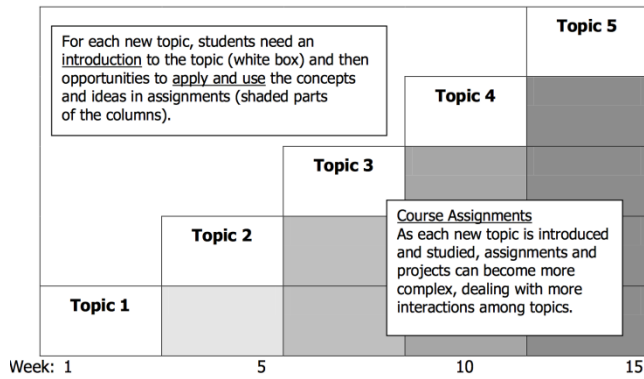 Topic 5
For each new topic, students need an
introduction to the topic (white box) and then
opportunities to apply and use the concepts
and ideas in assignments (shaded parts
of the columns).
Topic 4
Topic 3
Course Assignments
As each new topic is introduced
and studied, assignments and
projects can become more
complex, dealing with more
interactions among topics.
Topic 2
Topic 1
Week: 1 5 10 15